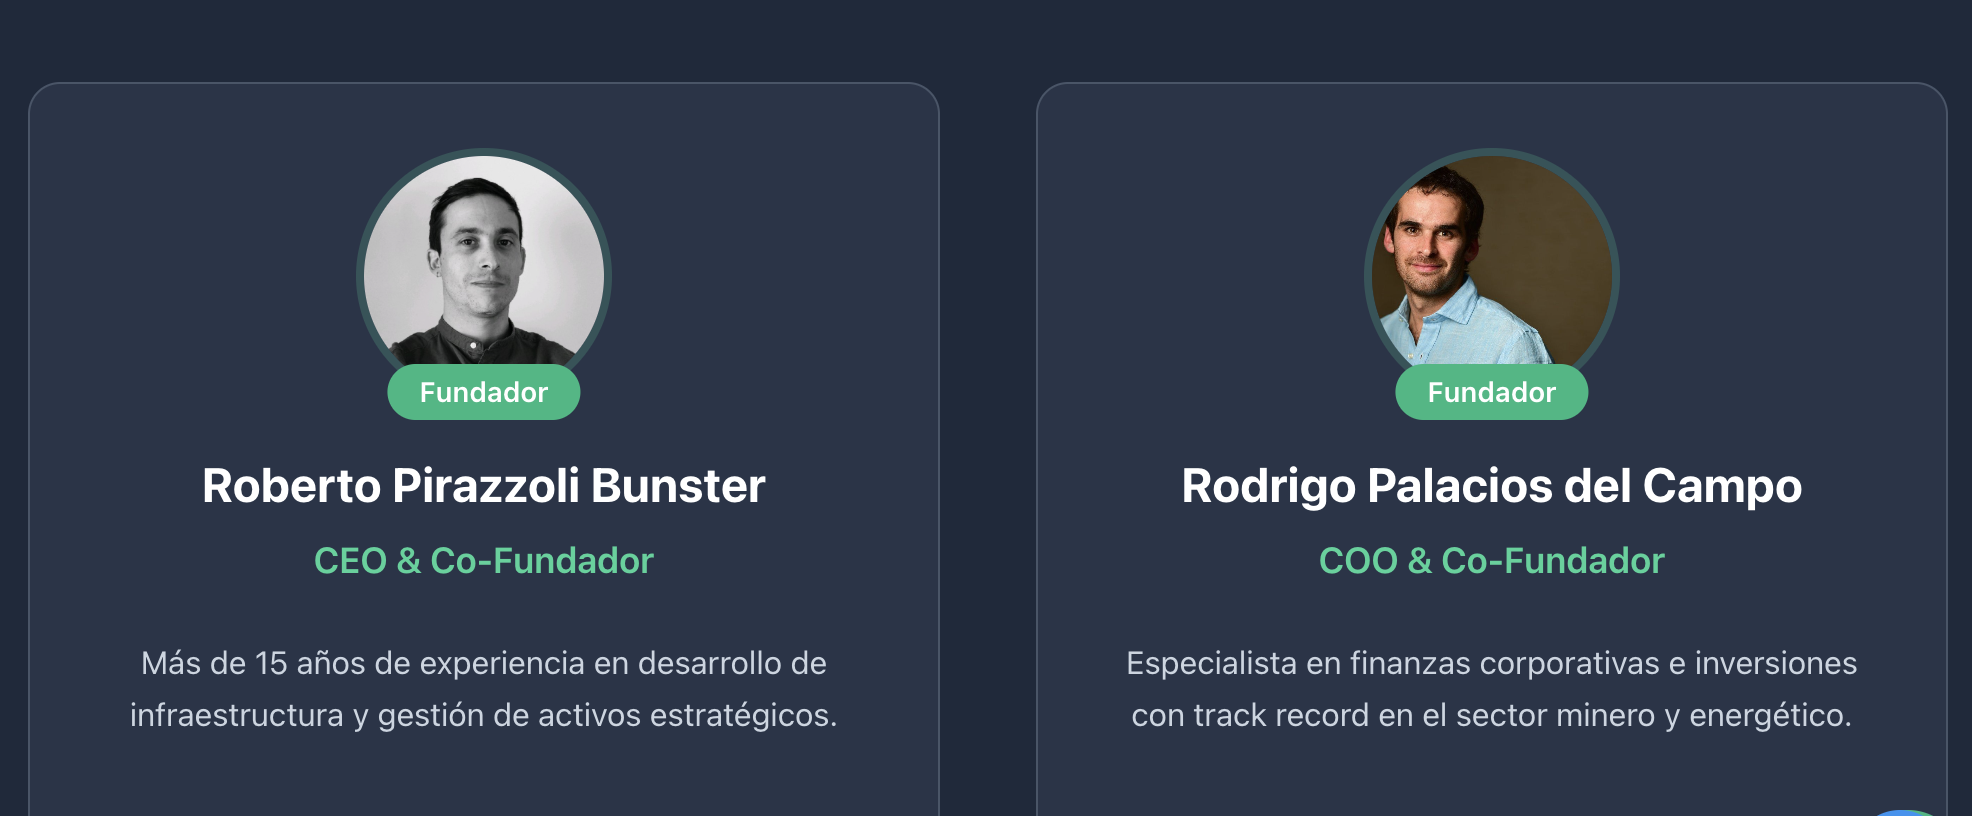 Fundador
Roberto Pirazzoli Bunster
CEO & Co-Fundador
Más de 15 años de experiencia en desarrollo de
infraestructura y gestión de activos estratégicos.
Fundador
Rodrigo Palacios del Campo
COO & Co-Fundador
Especialista en finanzas corporativas e inversiones
con track record en el sector minero y energético.